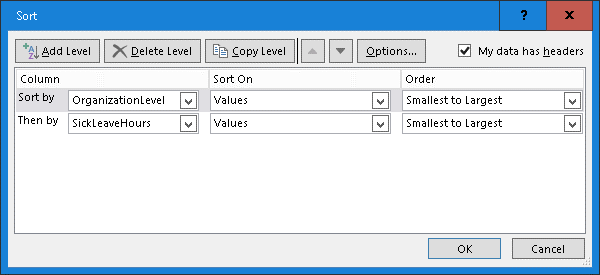 Sort ?
Add Level Delete Level Copy Level Options... My data has headers
Column Sort On Order
Sort by OrganizationLevel Values Smallest to Largest
Then by SickLeaveHours Values Smallest to Largest
OK Cancel